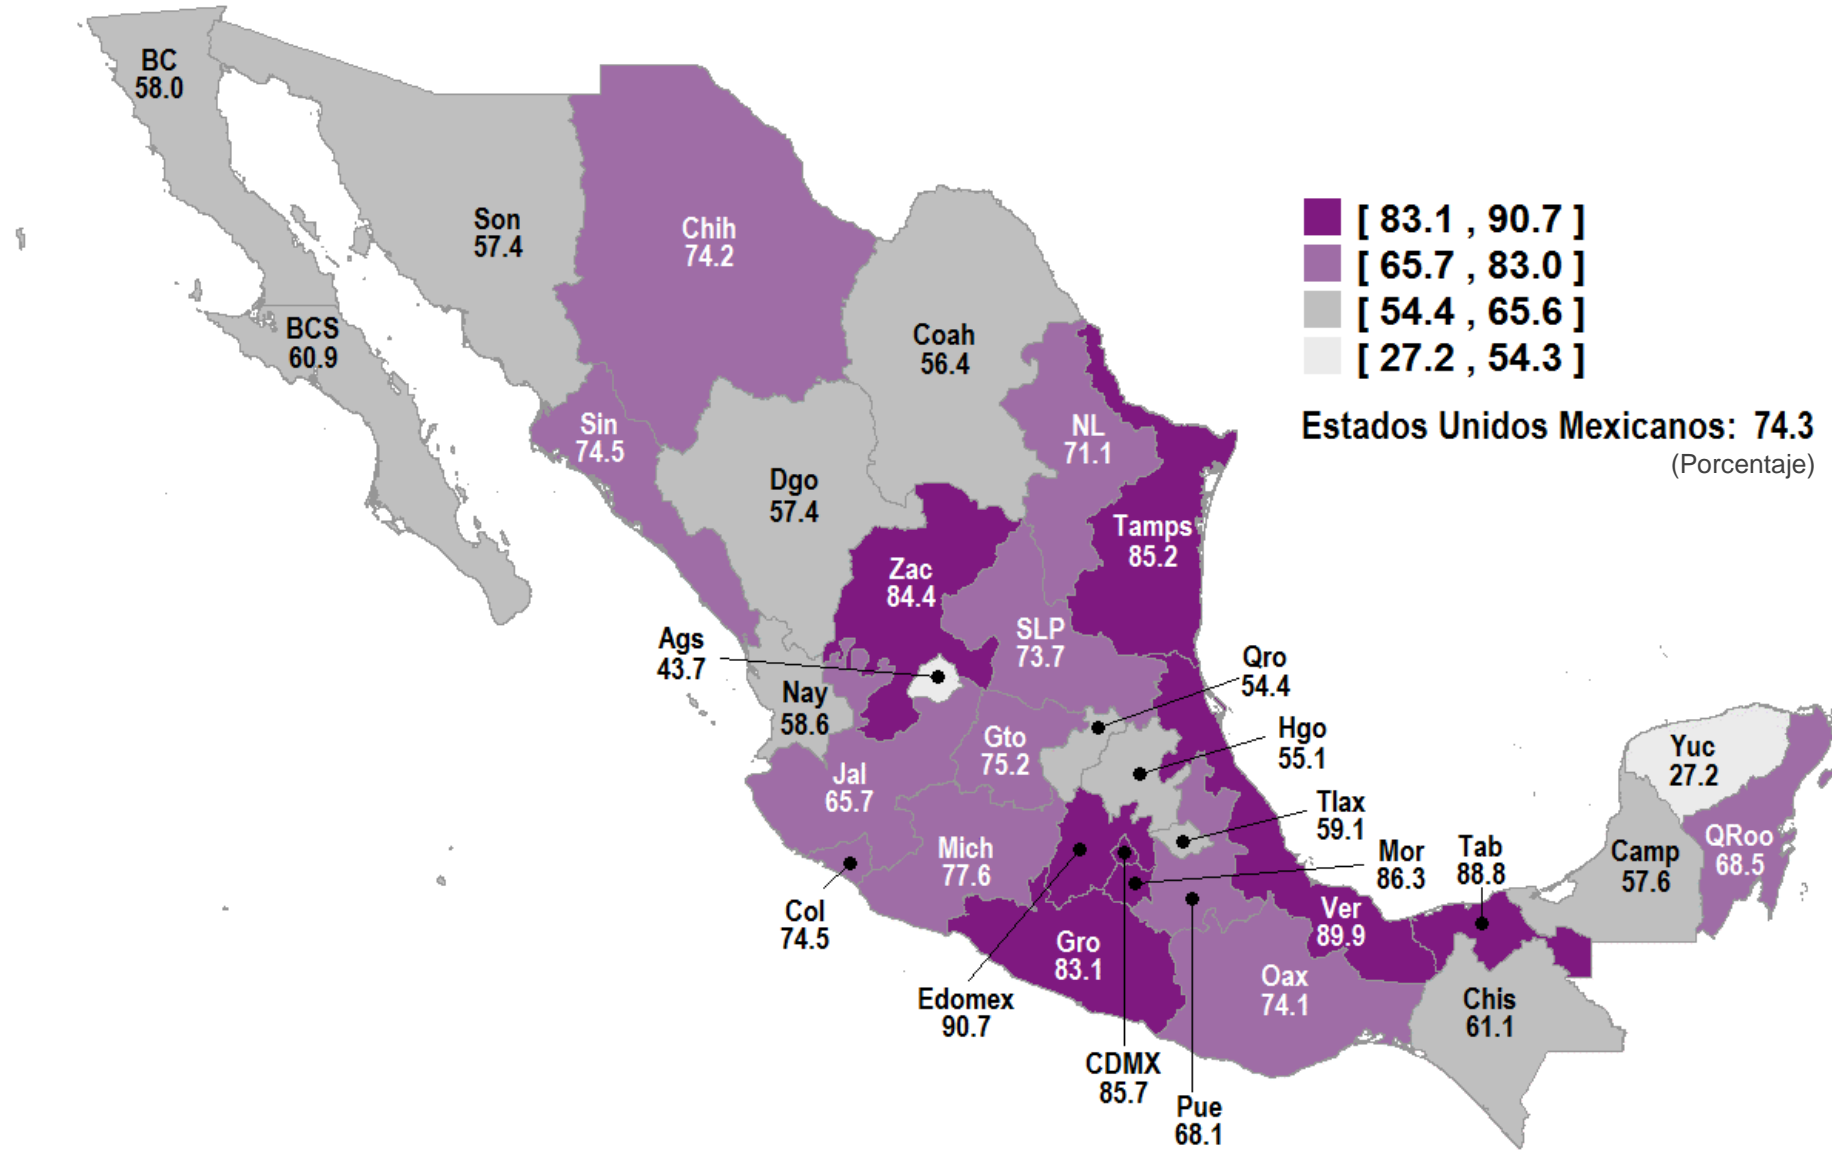 BC
58.0
Son
57.4
Chih
74.2
BCS
60.9
Coah
56.4
Sin
74.5
NL
71.1
Dgo
57.4
Tamps
85.2
Zac
84.4
SLP
73.7
Ags
43.7
Nay
58.6
Qro
54.4
Gto
75.2
Hgo
55.1
Jal
65.7
Tlax
59.1
Mich
77.6
Mor
86.3
Tab
88.8
Yuc
27.2
QRoo
68.5
Camp
57.6
Col
74.5
Ver
89.9
Gro
83.1
Oax
74.1
Edomex
90.7
Chis
61.1
CDMX
85.7
Pue
68.1
[ 83.1 , 90.7 ]
[ 65.7 , 83.0 ]
[ 54.4 , 65.6 ]
[ 27.2 , 54.3 ]
Estados Unidos Mexicanos: 74.3
(Porcentaje)